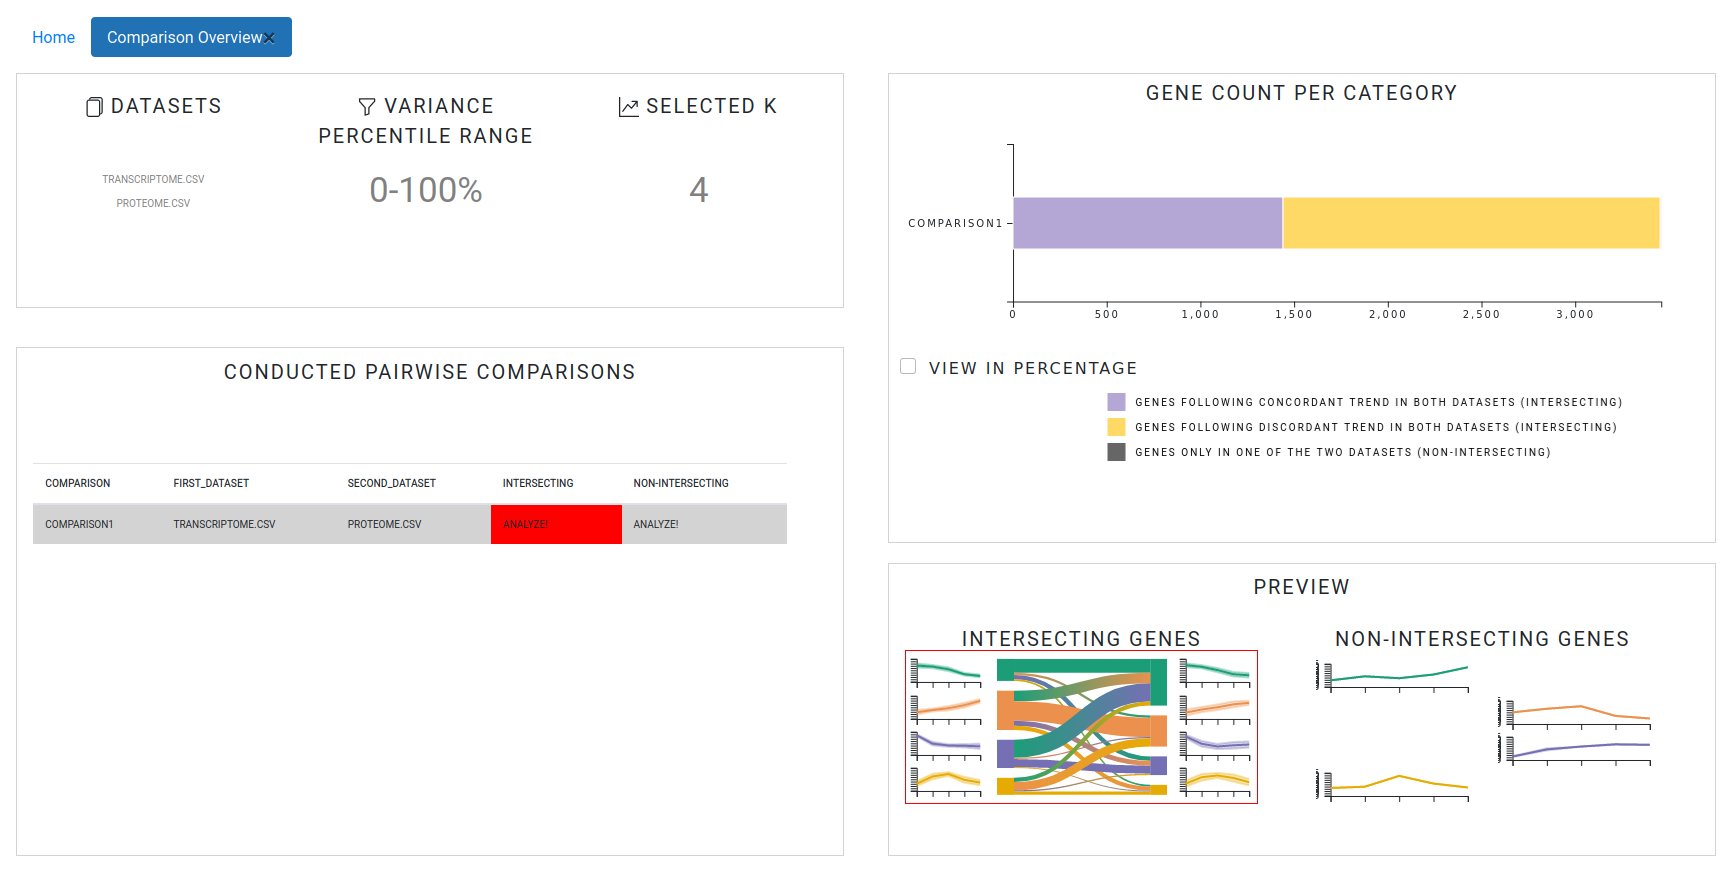 Home
Comparison Overview×
DATASETS
VARIANCE
PERCENTILE RANGE
SELECTED K
TRANSCRIPTOME.CSV
PROTEOME.CSV
0-100%
4
CONDUCTED PAIRWISE COMPARISONS
COMPARISON FIRST_DATASET SECOND_DATASET INTERSECTING NON-INTERSECTING
COMPARISON1 TRANSCRIPTOME.CSV PROTEOME.CSV ANALYZE! ANALYZE!
GENE COUNT PER CATEGORY
COMPARISON1
0 500 1,000 1,500 2,000 2,500 3,000
VIEW IN PERCENTAGE
GENES FOLLOWING CONCORDANT TREND IN BOTH DATASETS (INTERSECTING)
GENES FOLLOWING DISCORDANT TREND IN BOTH DATASETS (INTERSECTING)
GENES ONLY IN ONE OF THE TWO DATASETS (NON-INTERSECTING)
PREVIEW
INTERSECTING GENES
NON-INTERSECTING GENES